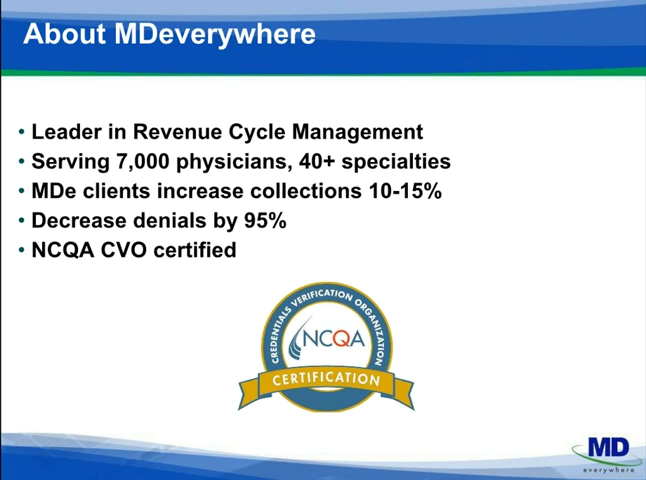 About MDeverywhere
• Leader in Revenue Cycle Management
• Serving 7,000 physicians, 40+ specialties
• MDe clients increase collections 10-15%
• Decrease denials by 95%
• NCQA CVO certified
CREDENTIALS VERIFICATION ORGANIZATION
NCQA
CERTIFICATION
MD
everywhere